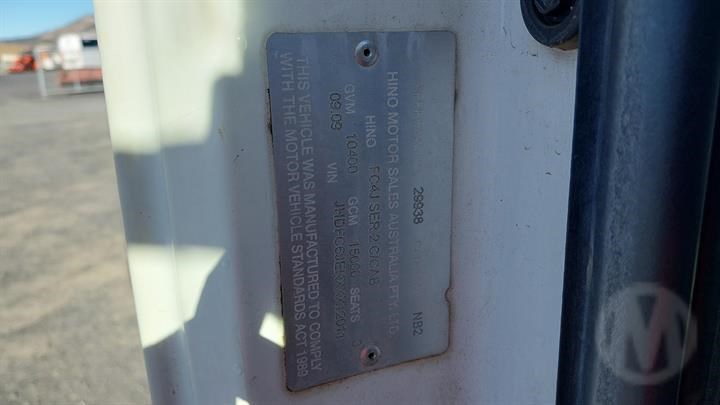 29938 NB2
HINO MOTOR SALES AUSTRALIA PTY. LTD.
HINO FC4J SER 2 C/CAB
GVM 10400 GCM 15000 SEATS 3
09/09 VIN
THIS VEHICLE WAS MANUFACTURED TO COMPLY
WITH THE MOTOR VEHICLE STANDARDS ACT 1989
M